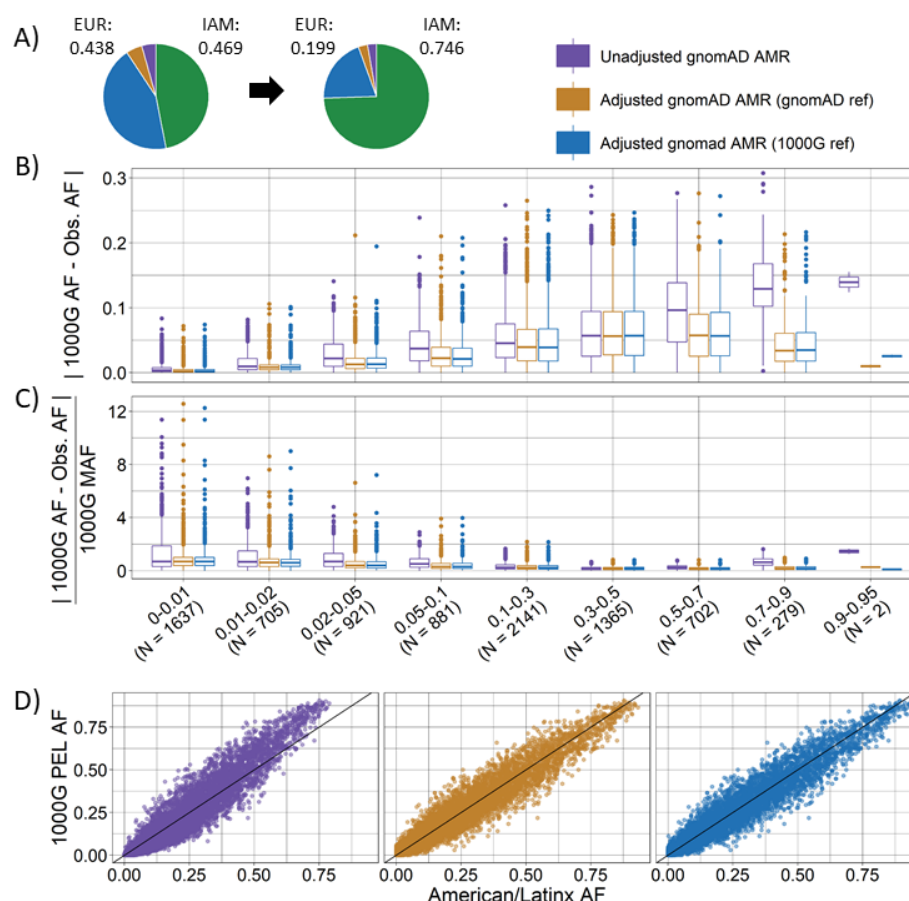 A)
EUR:
0.438
IAM:
0.469
EUR:
0.199
IAM:
0.746
Unadjusted gnomAD AMR
Adjusted gnomAD AMR (gnomAD ref)
Adjusted gnomad AMR (1000G ref)
B)
| 1000G AF - Obs. AF |
0.3
0.2
0.1
0.0
C)
| 1000G AF - Obs. AF |
1000G MAF
12
8
4
0
0-0.01
(N = 1637)
0.01-0.02
(N = 705)
0.02-0.05
(N = 921)
0.05-0.1
(N = 881)
0.1-0.3
(N = 2141)
0.3-0.5
(N = 1365)
0.5-0.7
(N = 702)
0.7-0.9
(N = 279)
0.9-0.95
(N = 2)
D)
1000G PEL AF
0.75
0.50
0.25
0.00
0.00 0.25 0.50 0.75 0.00 0.25 0.50 0.75 0.00 0.25 0.50 0.75
American/Latinx AF